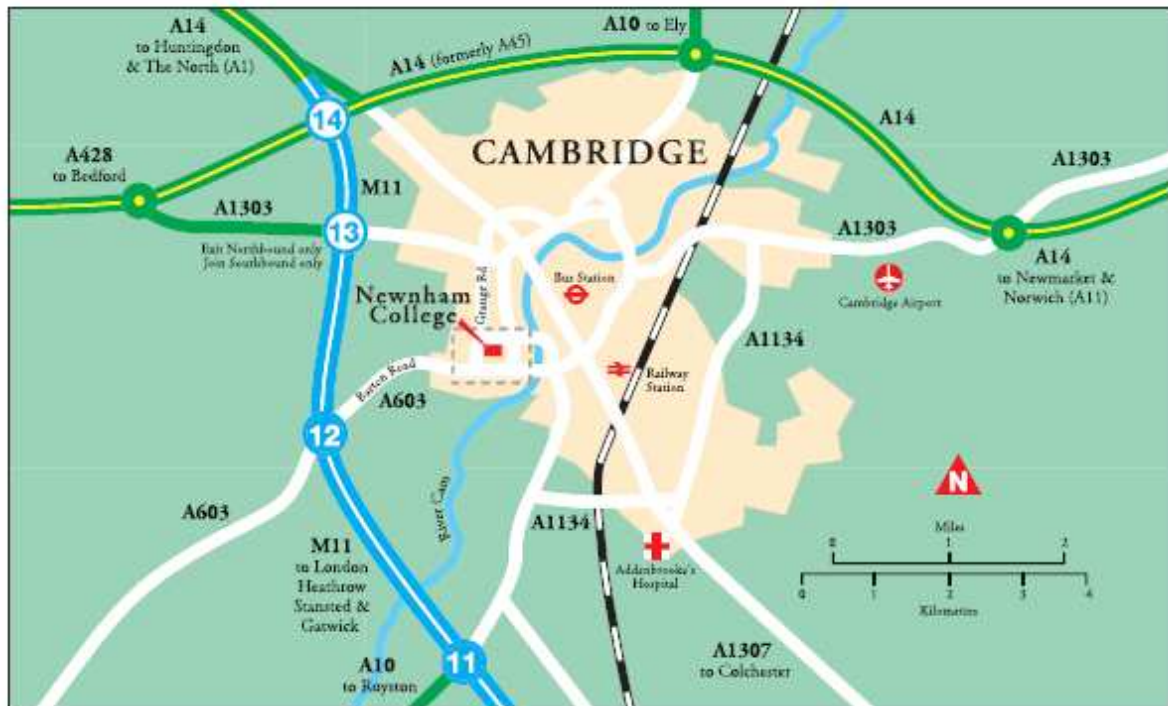 A14
to Huntingdon
& The North (A1)
A14 (formerly A45)
A10 to Ely
14
CAMBRIDGE
A14
A428
to Bedford
M11
A1303
A1303
13
Exit Northbound only
Join Southbound only
A1303
A14
to Newmarket &
Norwich (A11)
Bus Station
Cambridge Airport
Grange Rd
Newnham
College
A1134
Railway
Station
Barton Road
A603
12
N
A603
River Cam
A1134
Miles
0 1 2
M11
to London
Heathrow
Stansted &
Gatwick
Addenbrooke's
Hospital
0 1 2 3 4
Kilometres
11
A10
to Royston
A1307
to Colchester